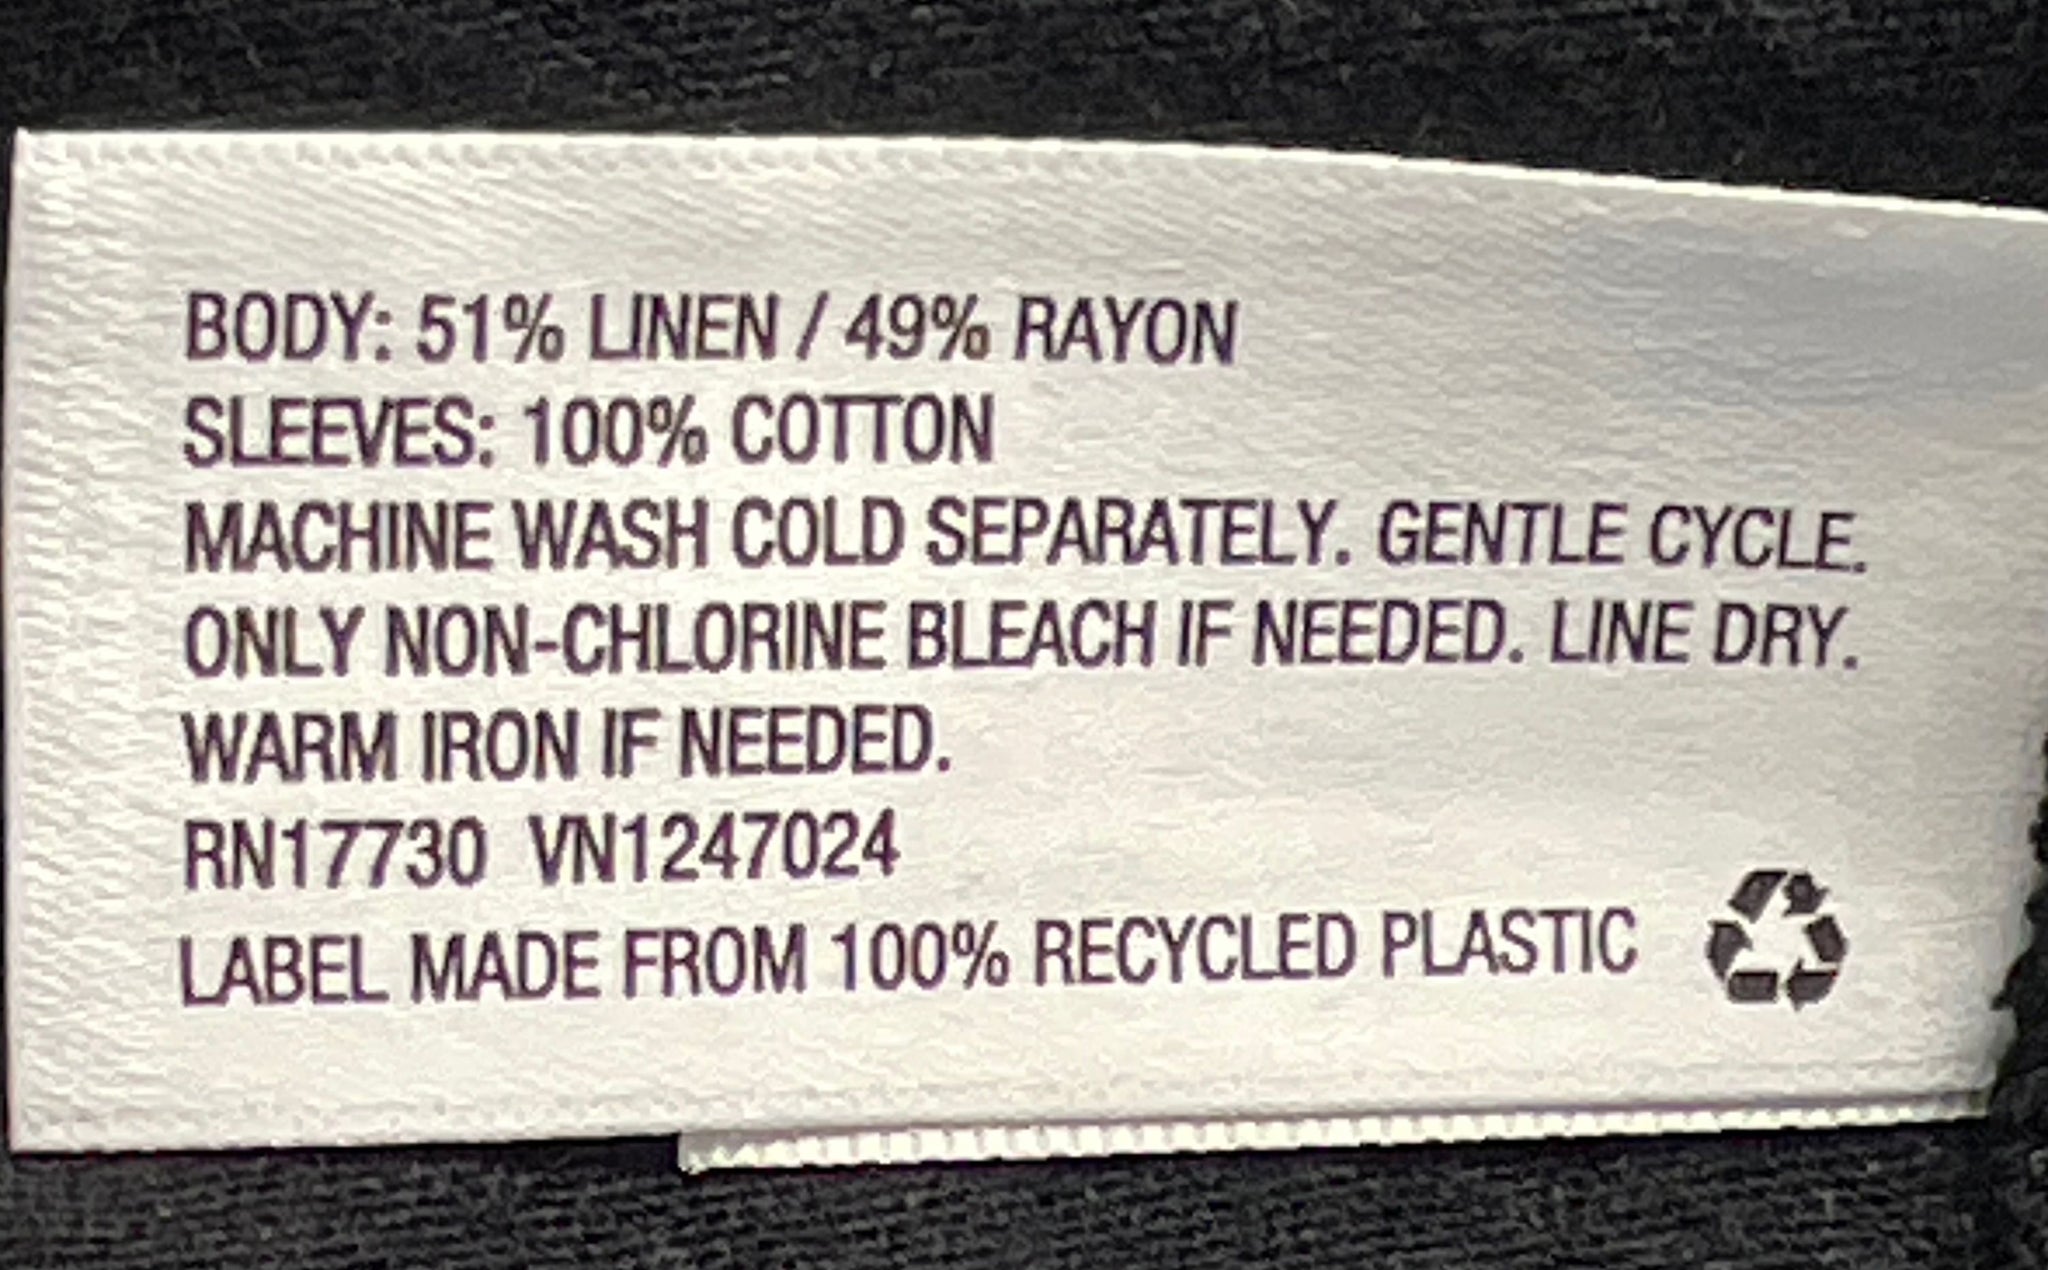 BODY: 51% LINEN / 49% RAYON
SLEEVES: 100% COTTON
MACHINE WASH COLD SEPARATELY. GENTLE CYCLE.
ONLY NON-CHLORINE BLEACH IF NEEDED. LINE DRY.
WARM IRON IF NEEDED.
RN17730 VN1247024
LABEL MADE FROM 100% RECYCLED PLASTIC